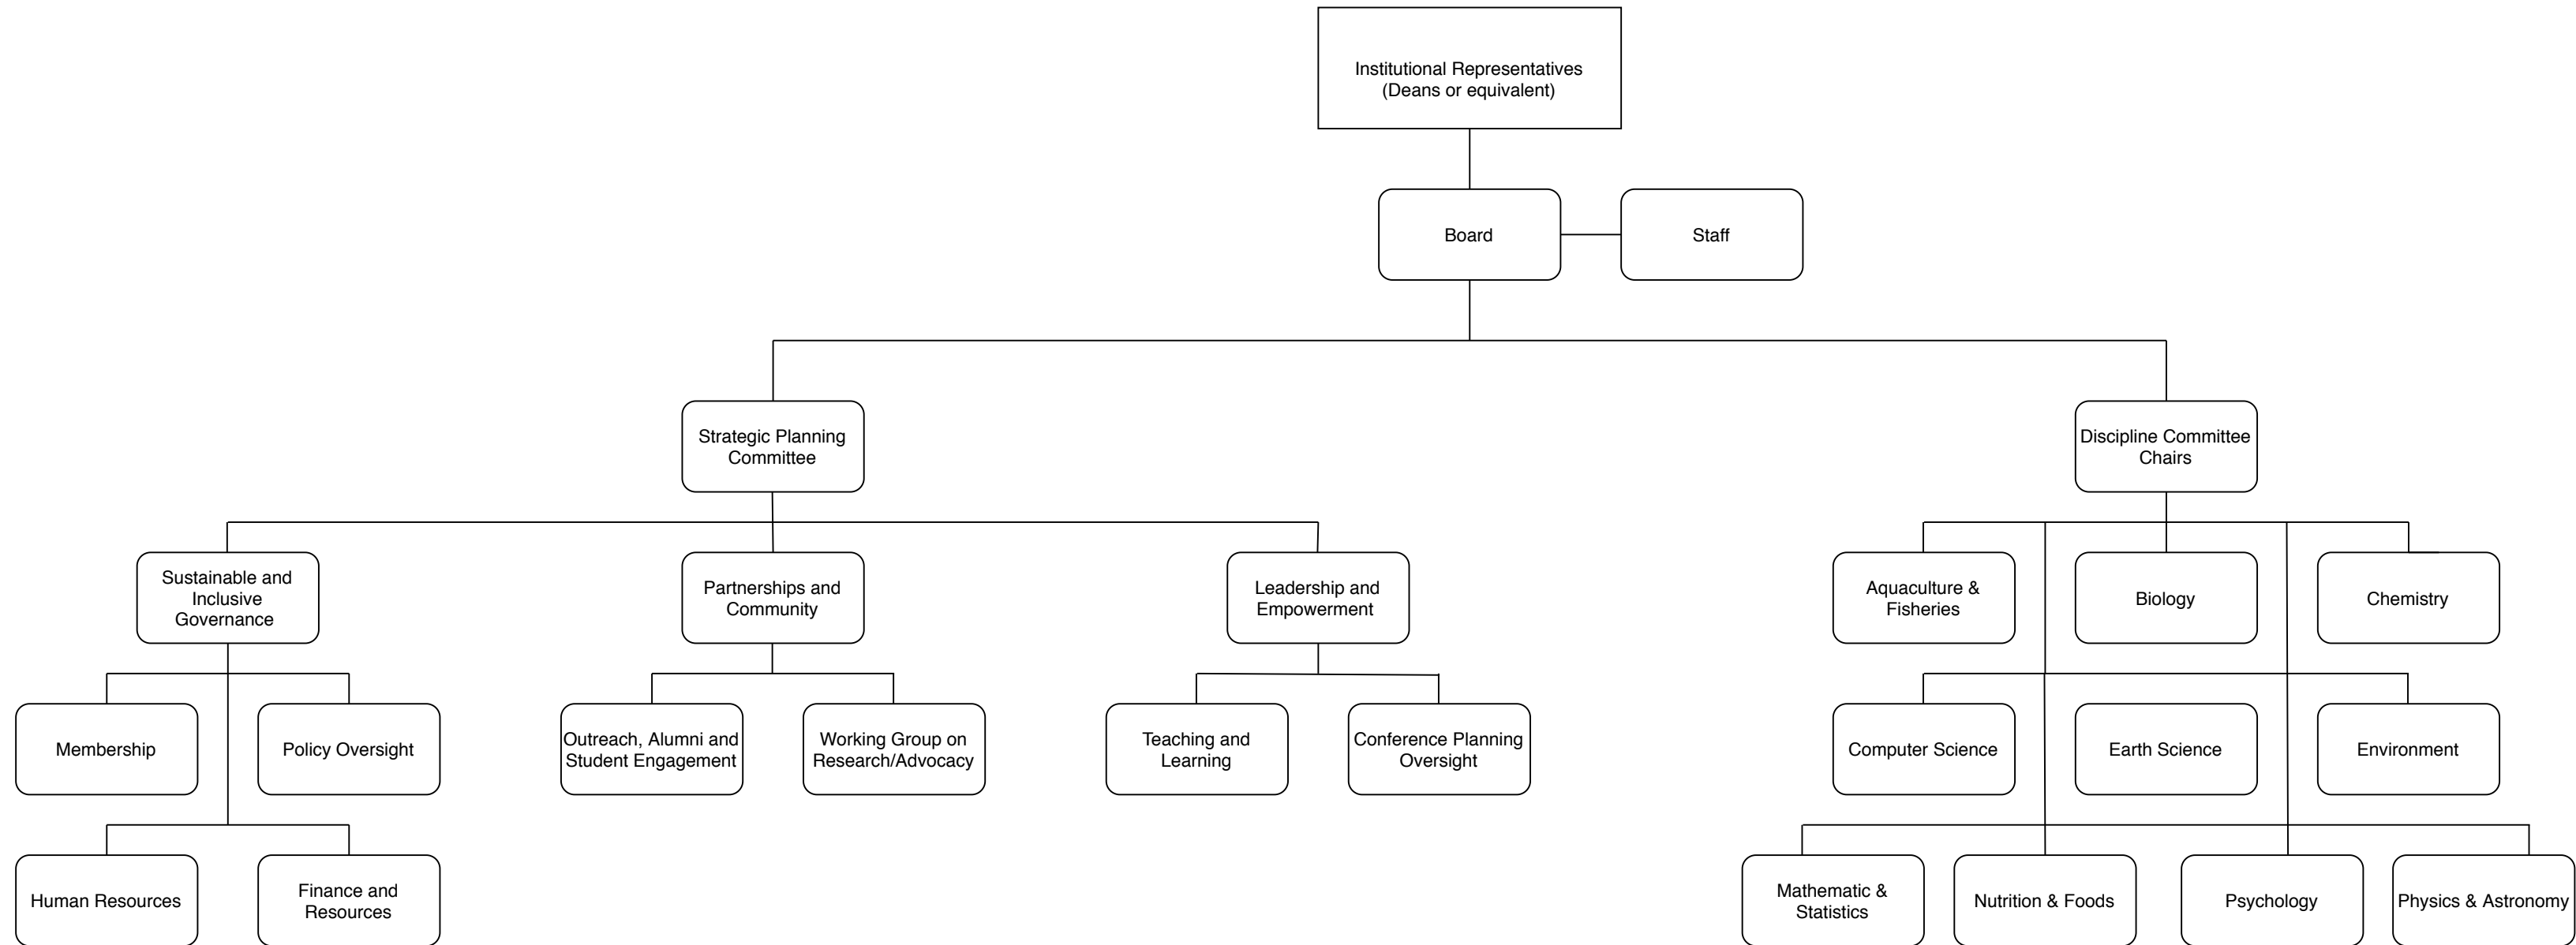 Institutional Representatives
(Deans or equivalent)
Board
Staff
Strategic Planning
Committee
Discipline Committee
Chairs
Sustainable and
Inclusive
Governance
Partnerships and
Community
Leadership and
Empowerment
Aquaculture &
Fisheries
Biology
Chemistry
Membership
Policy Oversight
Outreach, Alumni and
Student Engagement
Working Group on
Research/Advocacy
Teaching and
Learning
Conference Planning
Oversight
Computer Science
Earth Science
Environment
Human Resources
Finance and
Resources
Mathematic &
Statistics
Nutrition & Foods
Psychology
Physics & Astronomy